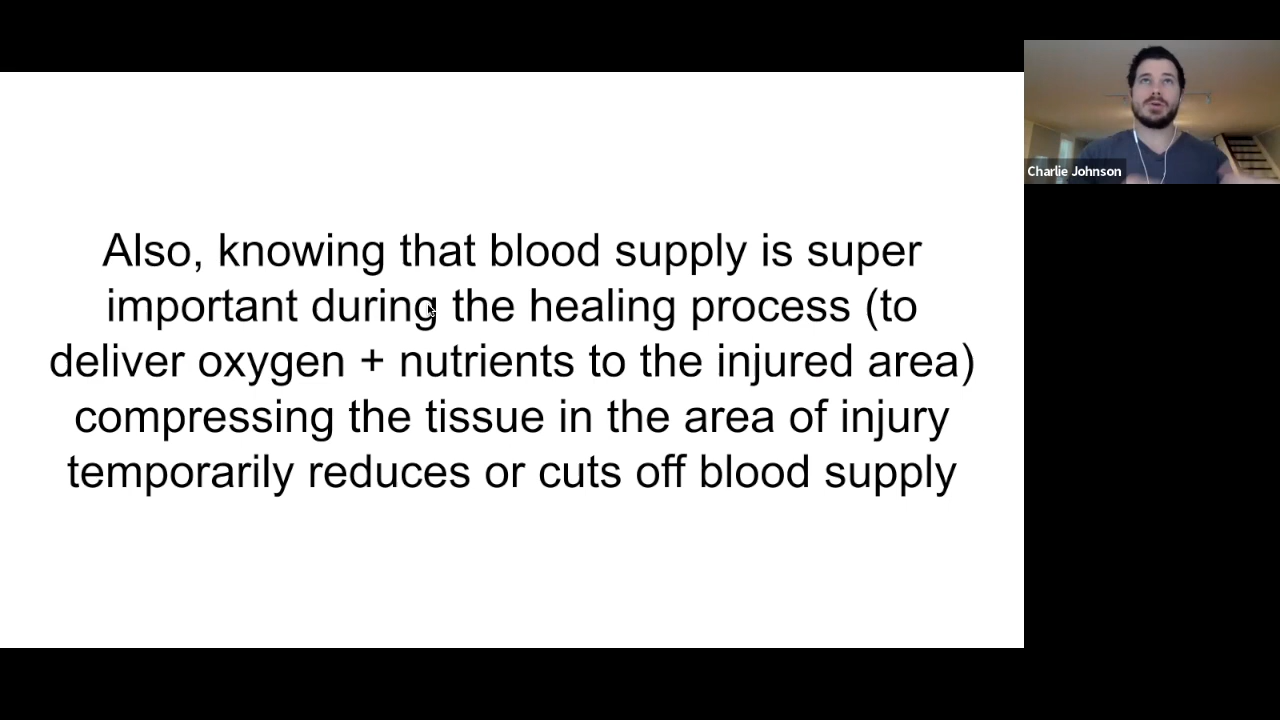 Also, knowing that blood supply is super
important during the healing process (to
deliver oxygen + nutrients to the injured area)
compressing the tissue in the area of injury
temporarily reduces or cuts off blood supply
Charlie Johnson